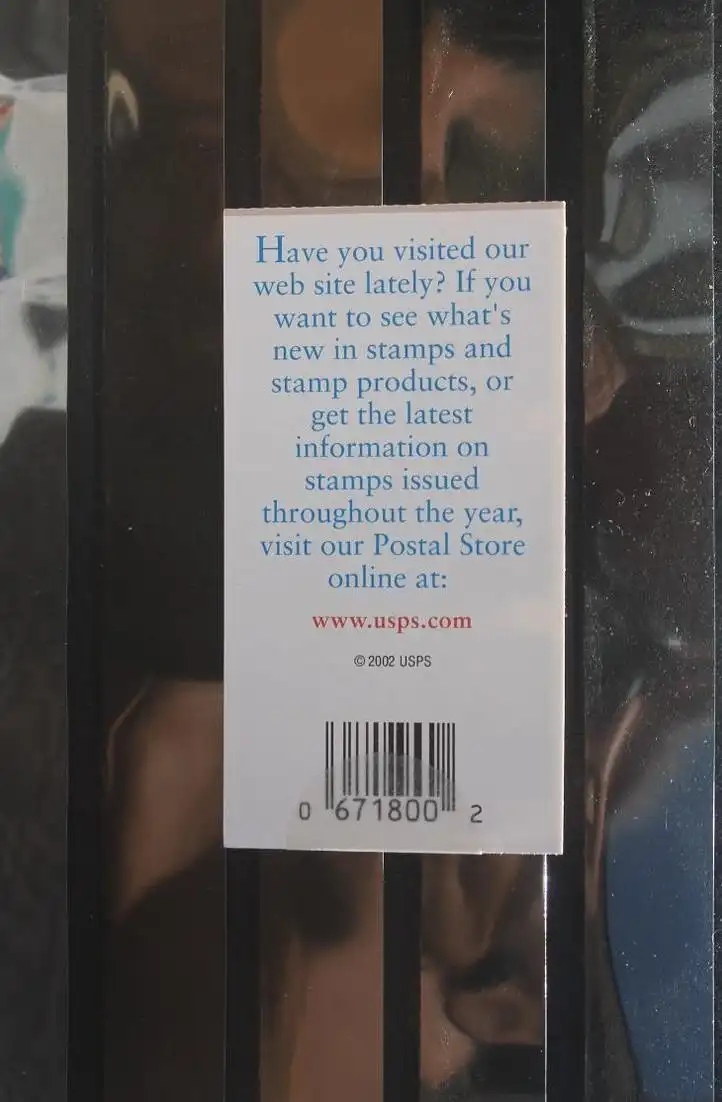 Have you visited our
web site lately? If you
want to see what's
new in stamps and
stamp products, or
get the latest
information on
stamps issued
throughout the year,
visit our Postal Store
online at:
www.usps.com
© 2002 USPS
0 671800 2